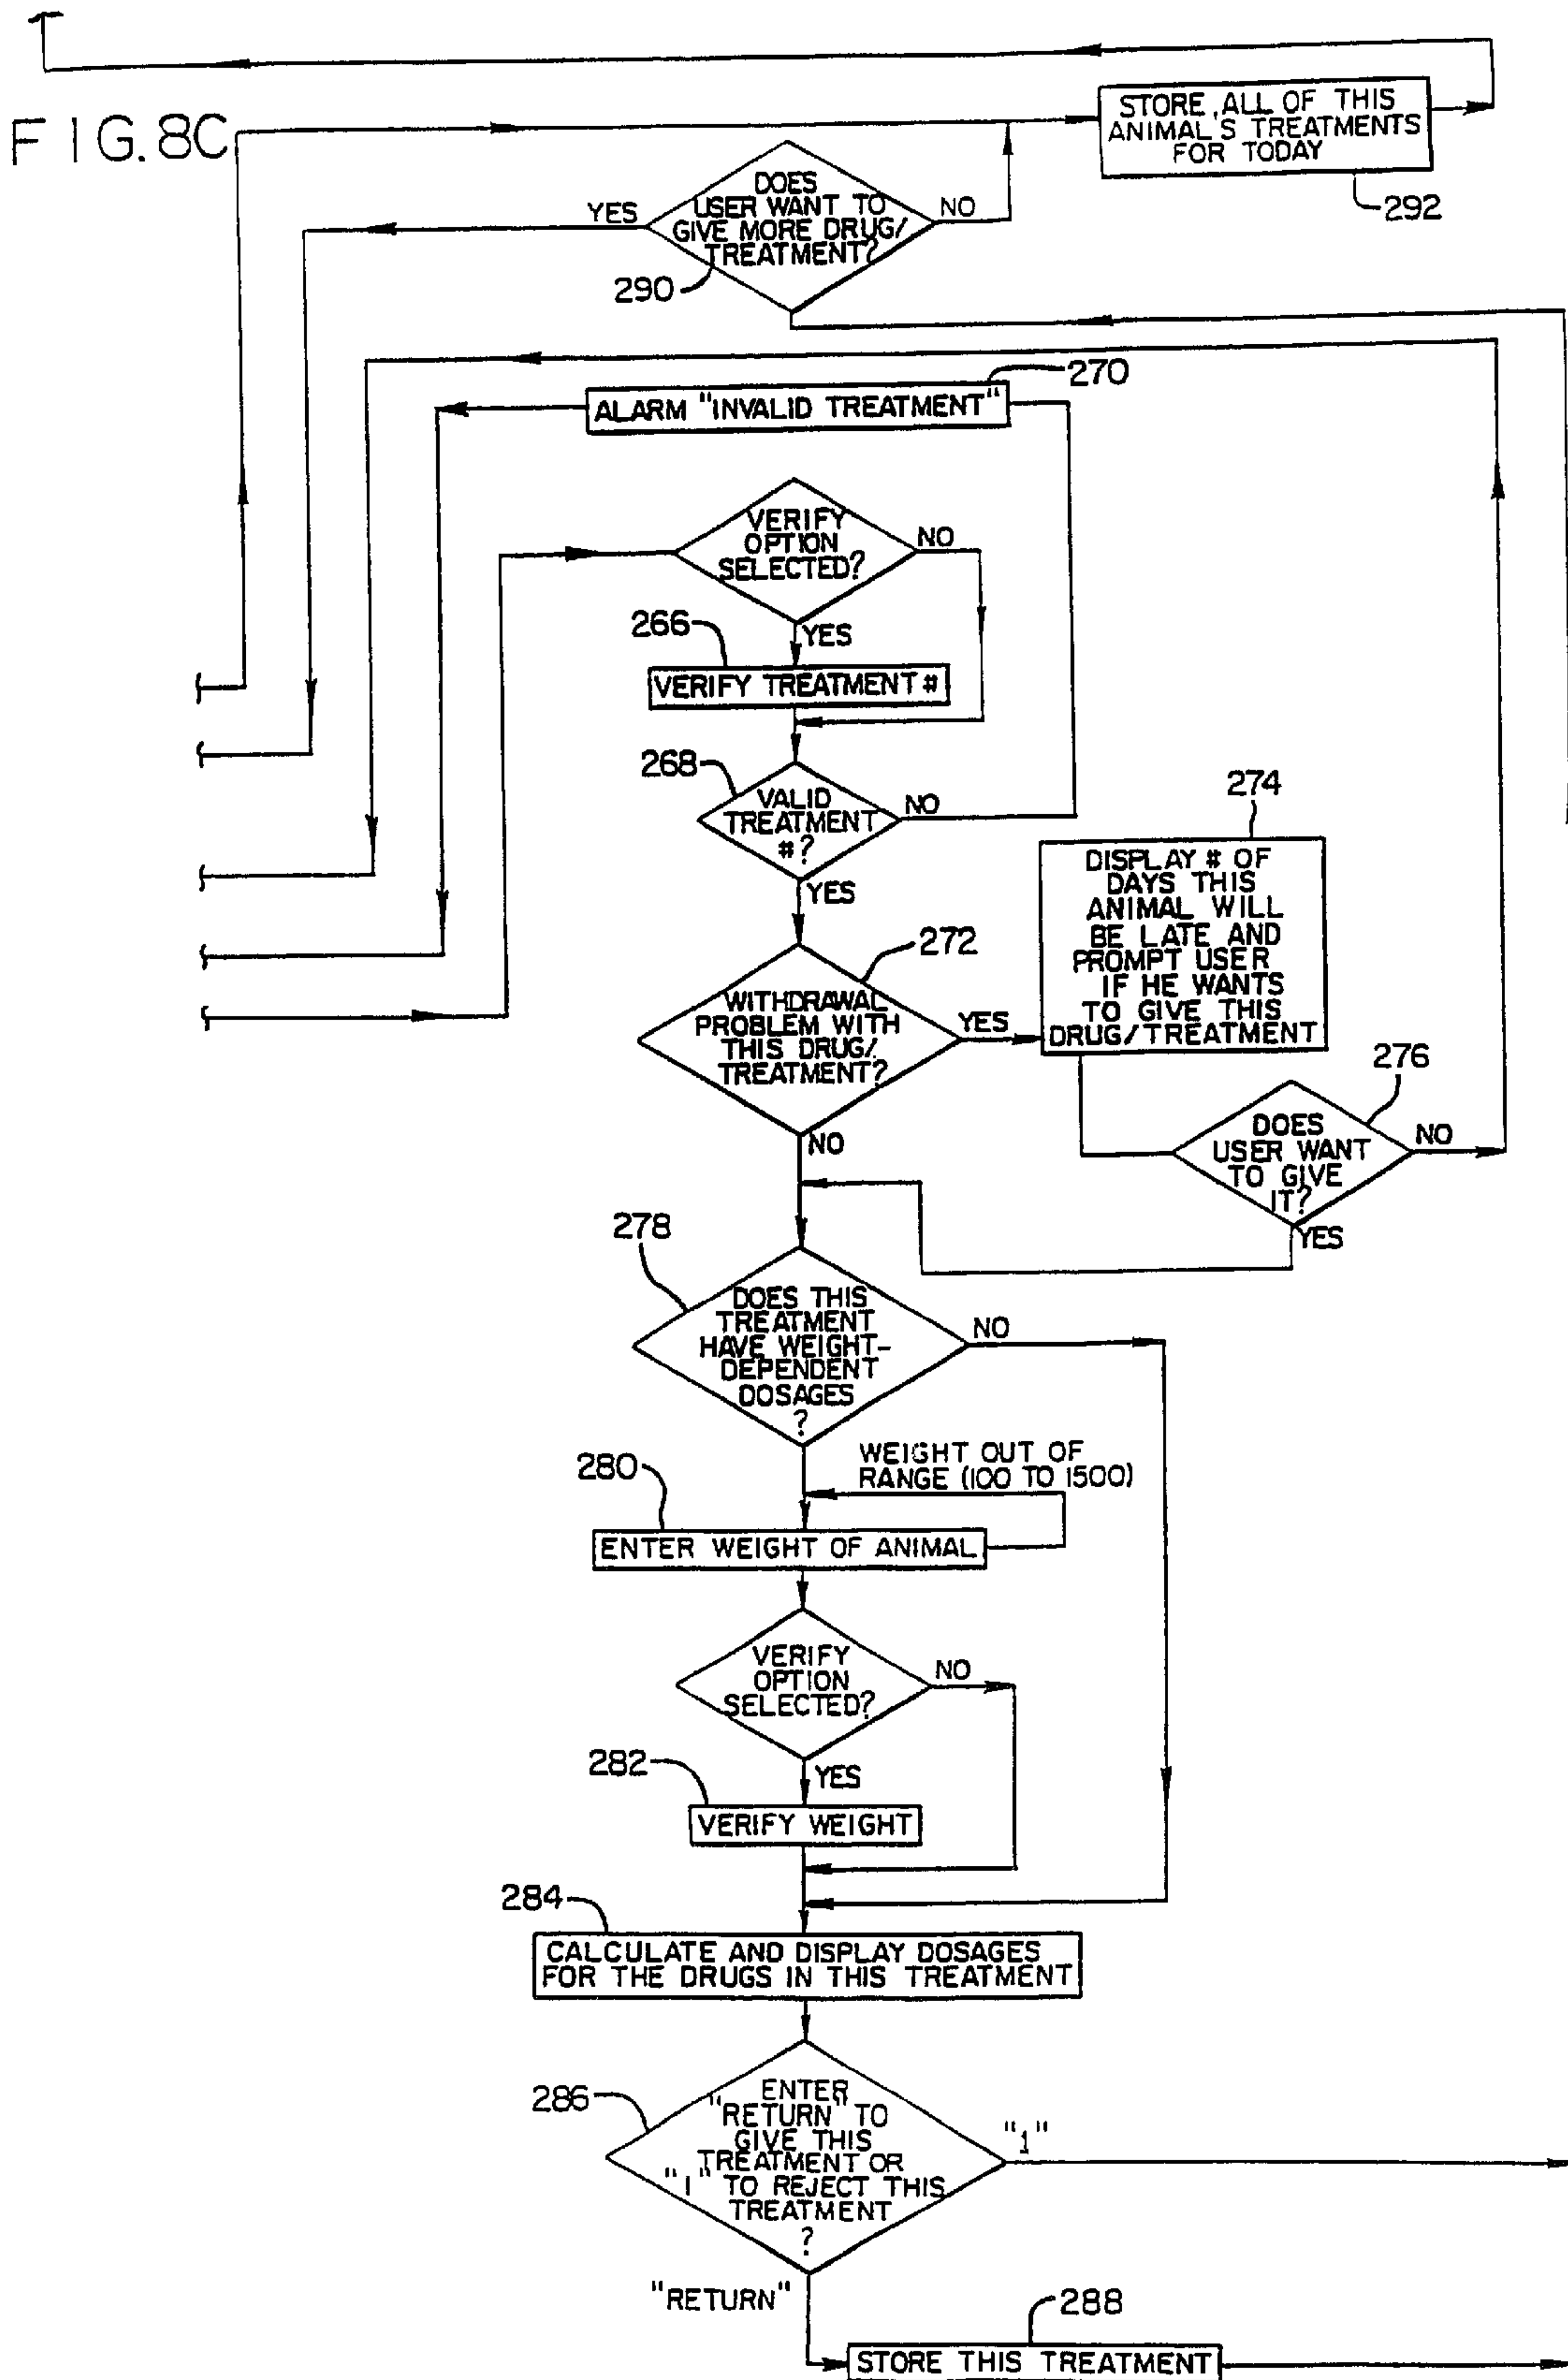 FIG.8C
STORE ALL OF THIS
ANIMAL'S TREATMENTS
FOR TODAY
292
DOES
USER WANT TO
GIVE MORE DRUG/
TREATMENT?
YES
NO
290
270
ALARM "INVALID TREATMENT"
VERIFY
OPTION
SELECTED?
NO
YES
266
VERIFY TREATMENT #
268
VALID
TREATMENT
#?
NO
YES
274
DISPLAY # OF
DAYS THIS
ANIMAL WILL
BE LATE AND
PROMPT USER
IF HE WANTS
TO GIVE THIS
DRUG/TREATMENT
272
WITHDRAWAL
PROBLEM WITH
THIS DRUG/
TREATMENT?
YES
NO
276
DOES
USER WANT
TO GIVE
IT?
NO
YES
278
DOES THIS
TREATMENT
HAVE WEIGHT-
DEPENDENT
DOSAGES
?
NO
WEIGHT OUT OF
RANGE (100 TO 1500)
280
ENTER WEIGHT OF ANIMAL
VERIFY
OPTION
SELECTED?
NO
YES
282
VERIFY WEIGHT
284
CALCULATE AND DISPLAY DOSAGES
FOR THE DRUGS IN THIS TREATMENT
286
ENTER
"RETURN" TO
GIVE THIS
TREATMENT OR
"1" TO REJECT THIS
TREATMENT
?
"1"
"RETURN"
288
STORE THIS TREATMENT